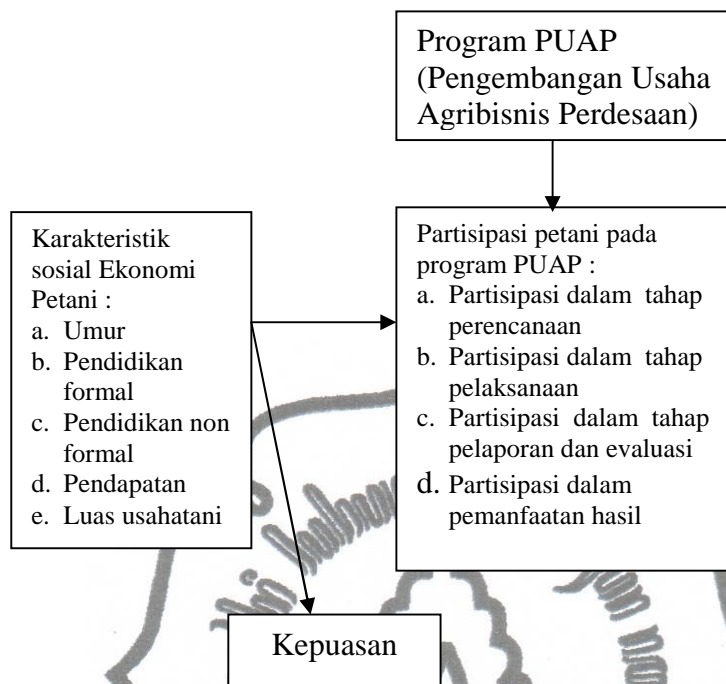 Program PUAP
(Pengembangan Usaha
Agribisnis Perdesaan)
Karakteristik
sosial Ekonomi
Petani :
a. Umur
b. Pendidikan
formal
c. Pendidikan non
formal
d. Pendapatan
e. Luas usahatani
Partisipasi petani pada
program PUAP :
a. Partisipasi dalam tahap
perencanaan
b. Partisipasi dalam tahap
pelaksanaan
c. Partisipasi dalam tahap
pelaporan dan evaluasi
d. Partisipasi dalam
pemanfaatan hasil
Kepuasan